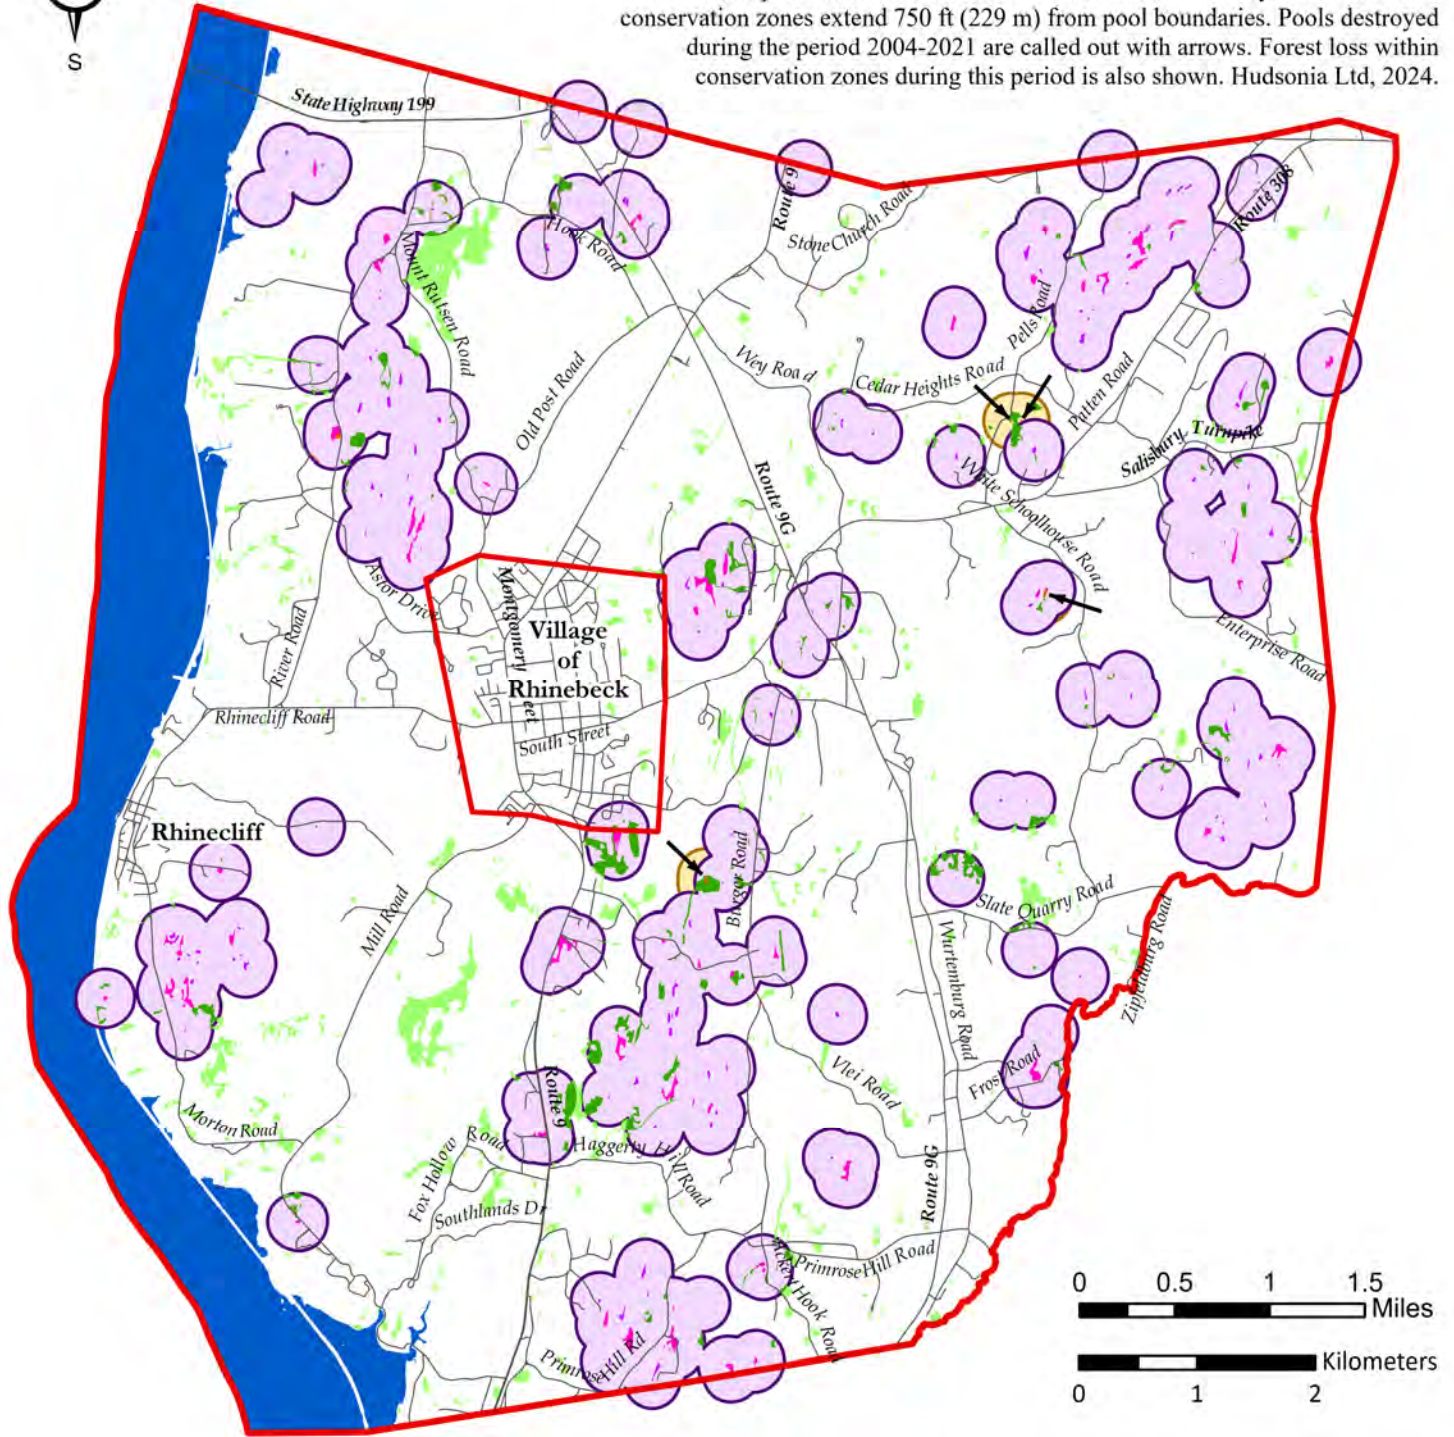 S
conservation zones extend 750 ft (229 m) from pool boundaries. Pools destroyed
during the period 2004-2021 are called out with arrows. Forest loss within
conservation zones during this period is also shown. Hudsonia Ltd, 2024.
State Highway 199
Route 9
Stone Church Road
Route 308
Hook Road
Mount Rutsen Road
Pells Road
Old Post Road
Wey Road
Cedar Heights Road
Patten Road
Salisbury Turnpike
Route 9G
White Schoolhouse Road
Astor Drive
Montgomery Street
Village
of
Rhinebeck
River Road
Enterprise Road
Rhinecliff Road
South Street
Rhinecliff
Burger Road
Mill Road
Slate Quarry Road
Wurtemburg Road
Zipfeldburg Road
Vlei Road
Frost Road
Route 9
Morton Road
Fox Hollow Road
Haggerty Hill Road
Southlands Dr
Route 9G
Primrose Hill Road
Hook Road
Primrose Hill Rd
0 0.5 1 1.5
Miles
Kilometers
0 1 2